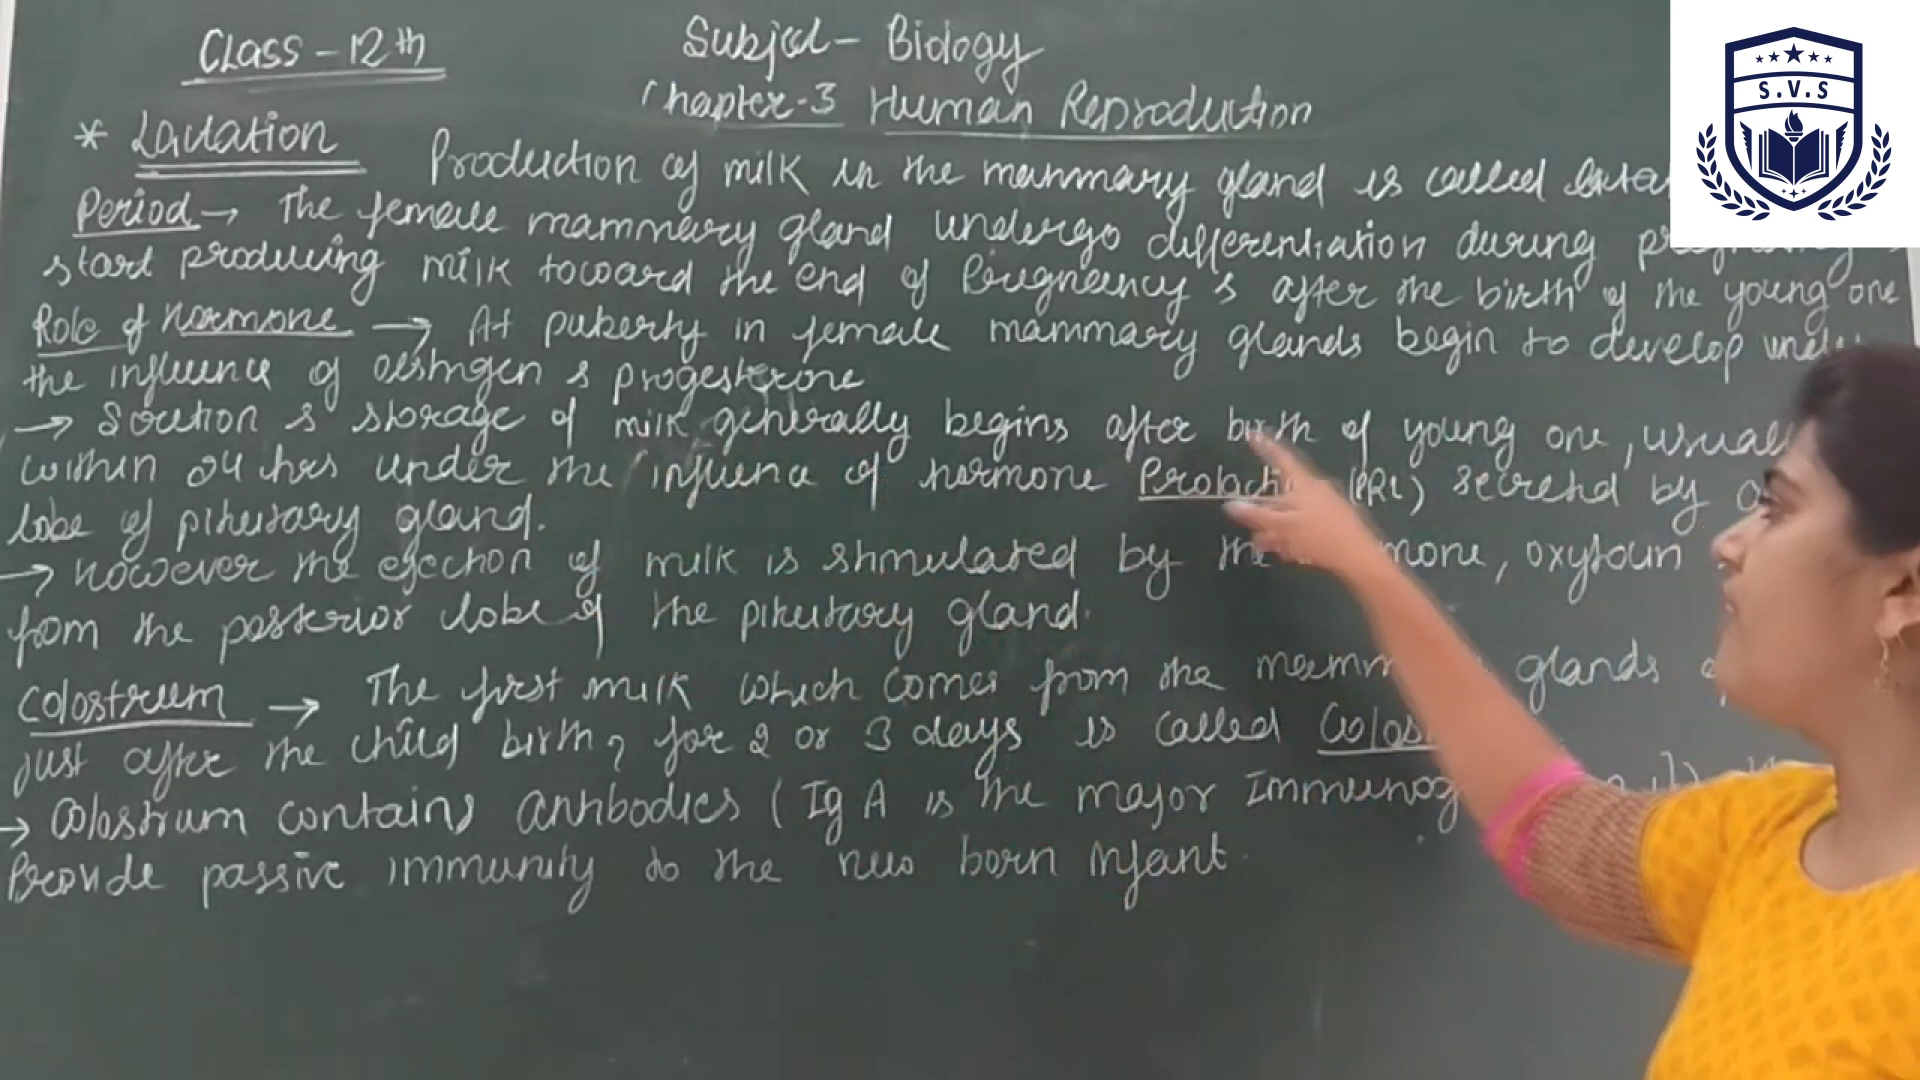 Class - 12th
Subject - Biology
Chapter-3 Human Reproduction
S.V.S
* Lactation Production of milk in the mammary gland is called
Period → The female mammary gland undergo differentiation during
start producing milk toward the end of Pregnency & after the birth of the young one
Role of Hormone → At puberty in female mammary glands begin to develop under
the influence of oestrogen & progesterone
→ Secretion & storage of milk generally begins after birth of young one,
within 24 hrs under the influence of hormone (PRL) secreted by
lobe of pituitary gland.
→ However the ejection of milk is stimulated by the oxytocin
from the posterior lobe of the pituitary gland.
Colostrum → The first milk which comes from the glands
just after the child birth, for 2 or 3 days is called
→ Colostrum contains antibodies (IgA is the major
Provide passive immunity to the new born infant.